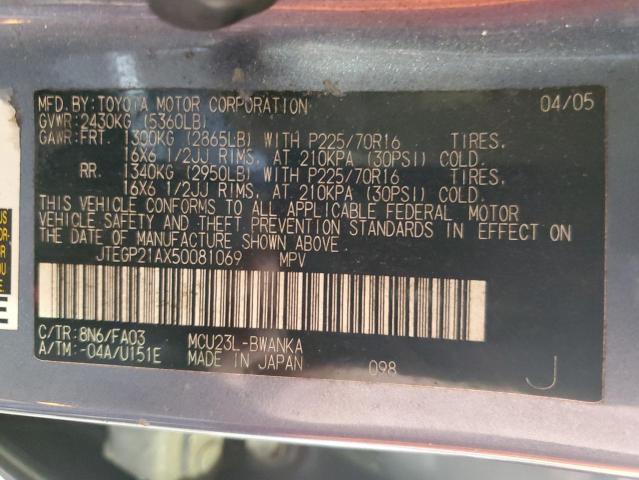 MFD.BY:TOYOTA MOTOR CORPORATION 04/05
GVWR:2430KG (5360LB)
GAWR:FRT. 1300KG (2865LB) WITH P225/70R16 TIRES.
16X6 1/2JJ RIMS, AT 210KPA (30PSI) COLD.
RR. 1340KG (2950LB) WITH P225/70R16 TIRES.
16X6 1/2JJ RIMS, AT 210KPA (30PSI) COLD.
THIS VEHICLE CONFORMS TO ALL APPLICABLE FEDERAL MOTOR
VEHICLE SAFETY AND THEFT PREVENTION STANDARDS IN EFFECT ON
THE DATE OF MANUFACTURE SHOWN ABOVE.
JTEGP21AX50081069 MPV
C/TR:8N6/FA03 MCU23L-BWANKA
A/TM:-04A/U151E MADE IN JAPAN 098 J